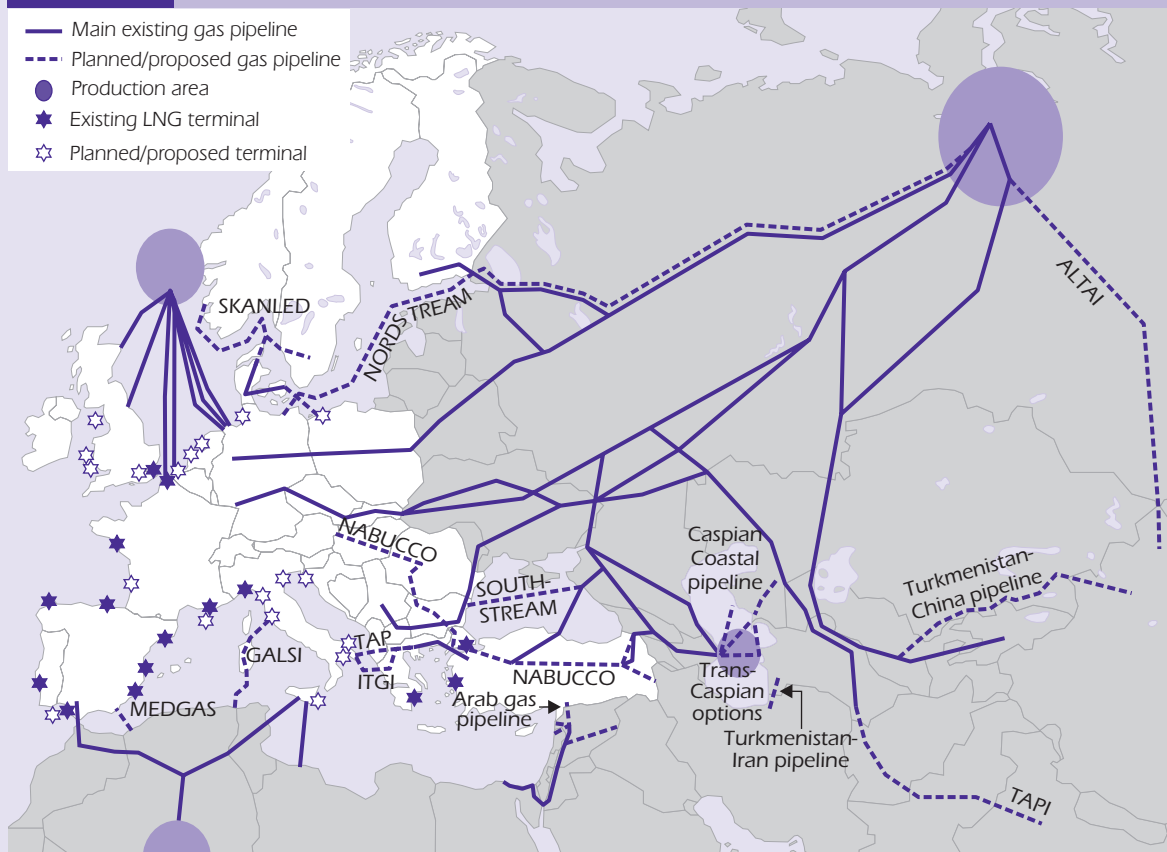 Main existing gas pipeline
Planned/proposed gas pipeline
Production area
Existing LNG terminal
Planned/proposed terminal
SKANLED
NORDSTREAM
ALTAI
NABUCCO
SOUTH-
STREAM
Caspian
Coastal
pipeline
Turkmenistan-
China pipeline
TAP
ITGI
GALSI
MEDGAS
NABUCCO
Arab gas
pipeline
Trans-
Caspian
options
Turkmenistan-
Iran pipeline
TAPI